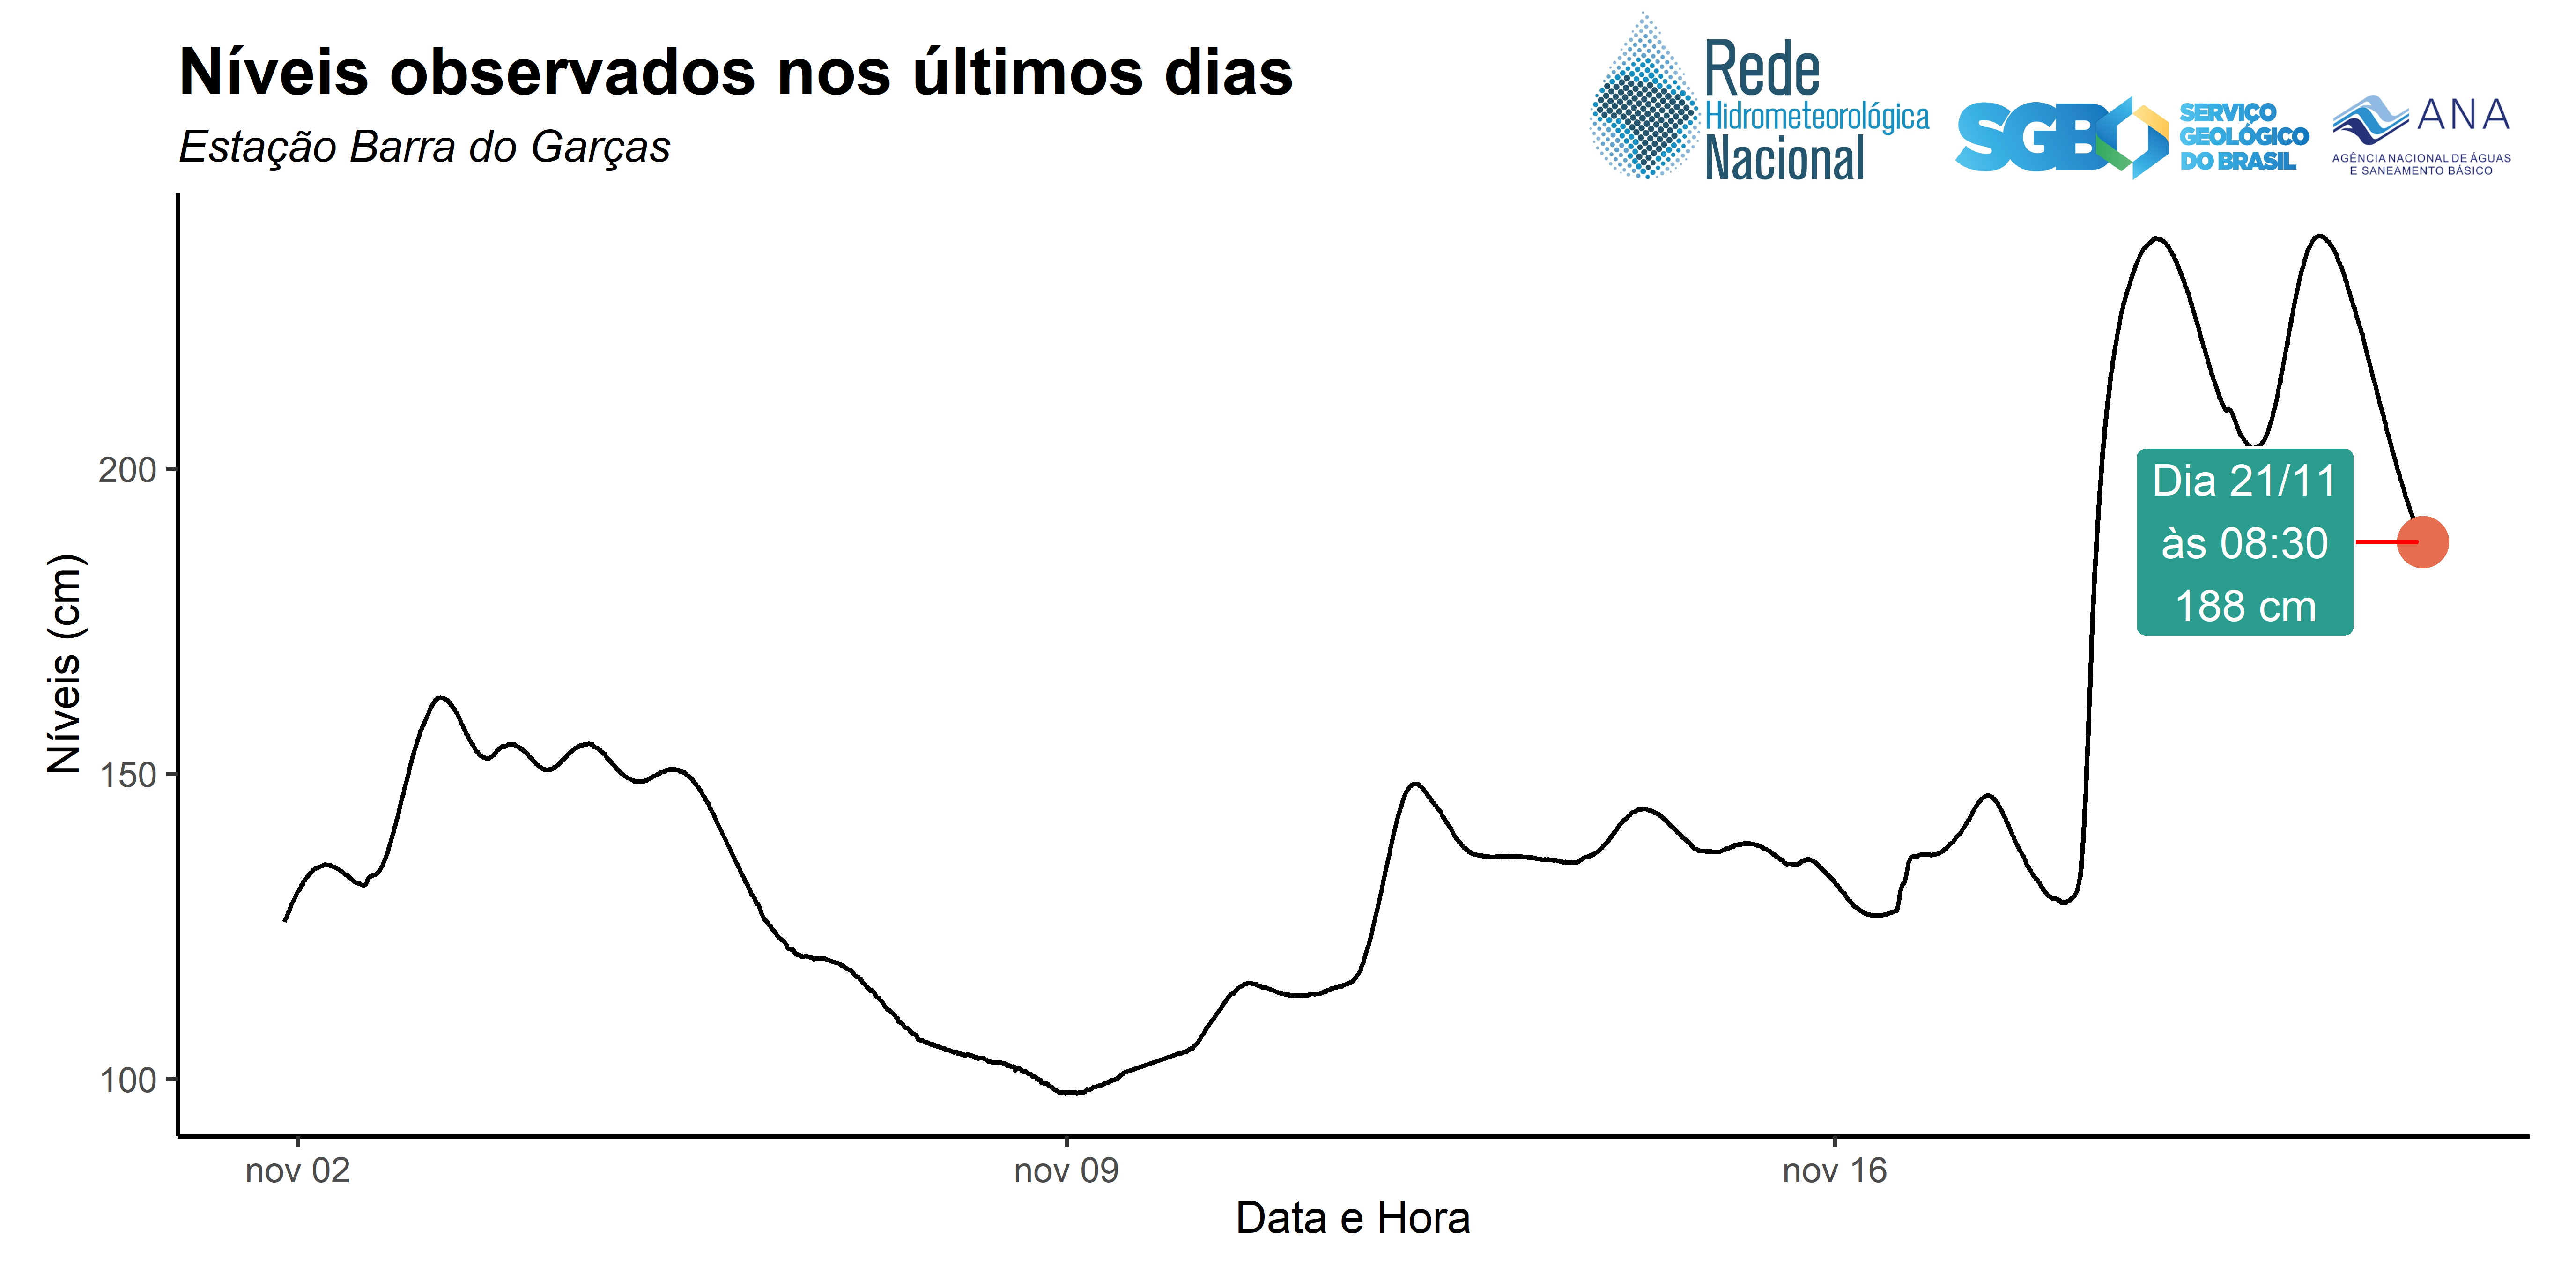 Níveis observados nos últimos dias
Estação Barra do Garças
Rede
Hidrometeorológica
Nacional
SGB
SERVIÇO
GEOLÓGICO
DO BRASIL
ANA
AGÊNCIA NACIONAL DE ÁGUAS
E SANEAMENTO BÁSICO
Níveis (cm)
200
150
100
Dia 21/11
às 08:30
188 cm
nov 02
nov 09
nov 16
Data e Hora